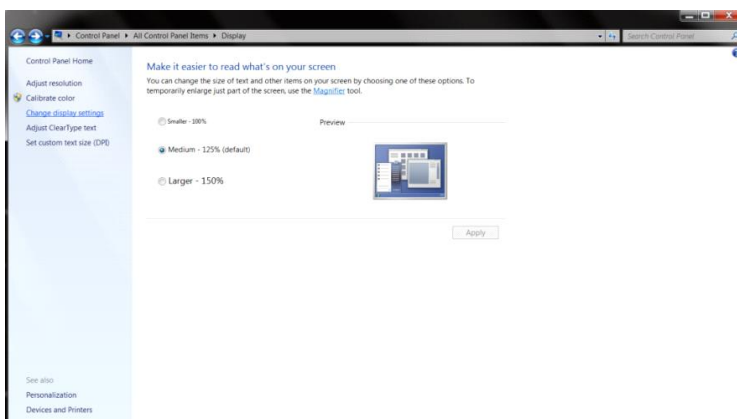 Control Panel ▸ All Control Panel Items ▸ Display
Search Control Panel
Control Panel Home
Adjust resolution
Calibrate color
Change display settings
Adjust ClearType text
Set custom text size (DPI)
See also
Personalization
Devices and Printers
Make it easier to read what's on your screen
You can change the size of text and other items on your screen by choosing one of these options. To
temporarily enlarge just part of the screen, use the Magnifier tool.
Smaller - 100%
Preview
Medium - 125% (default)
Larger - 150%
Apply